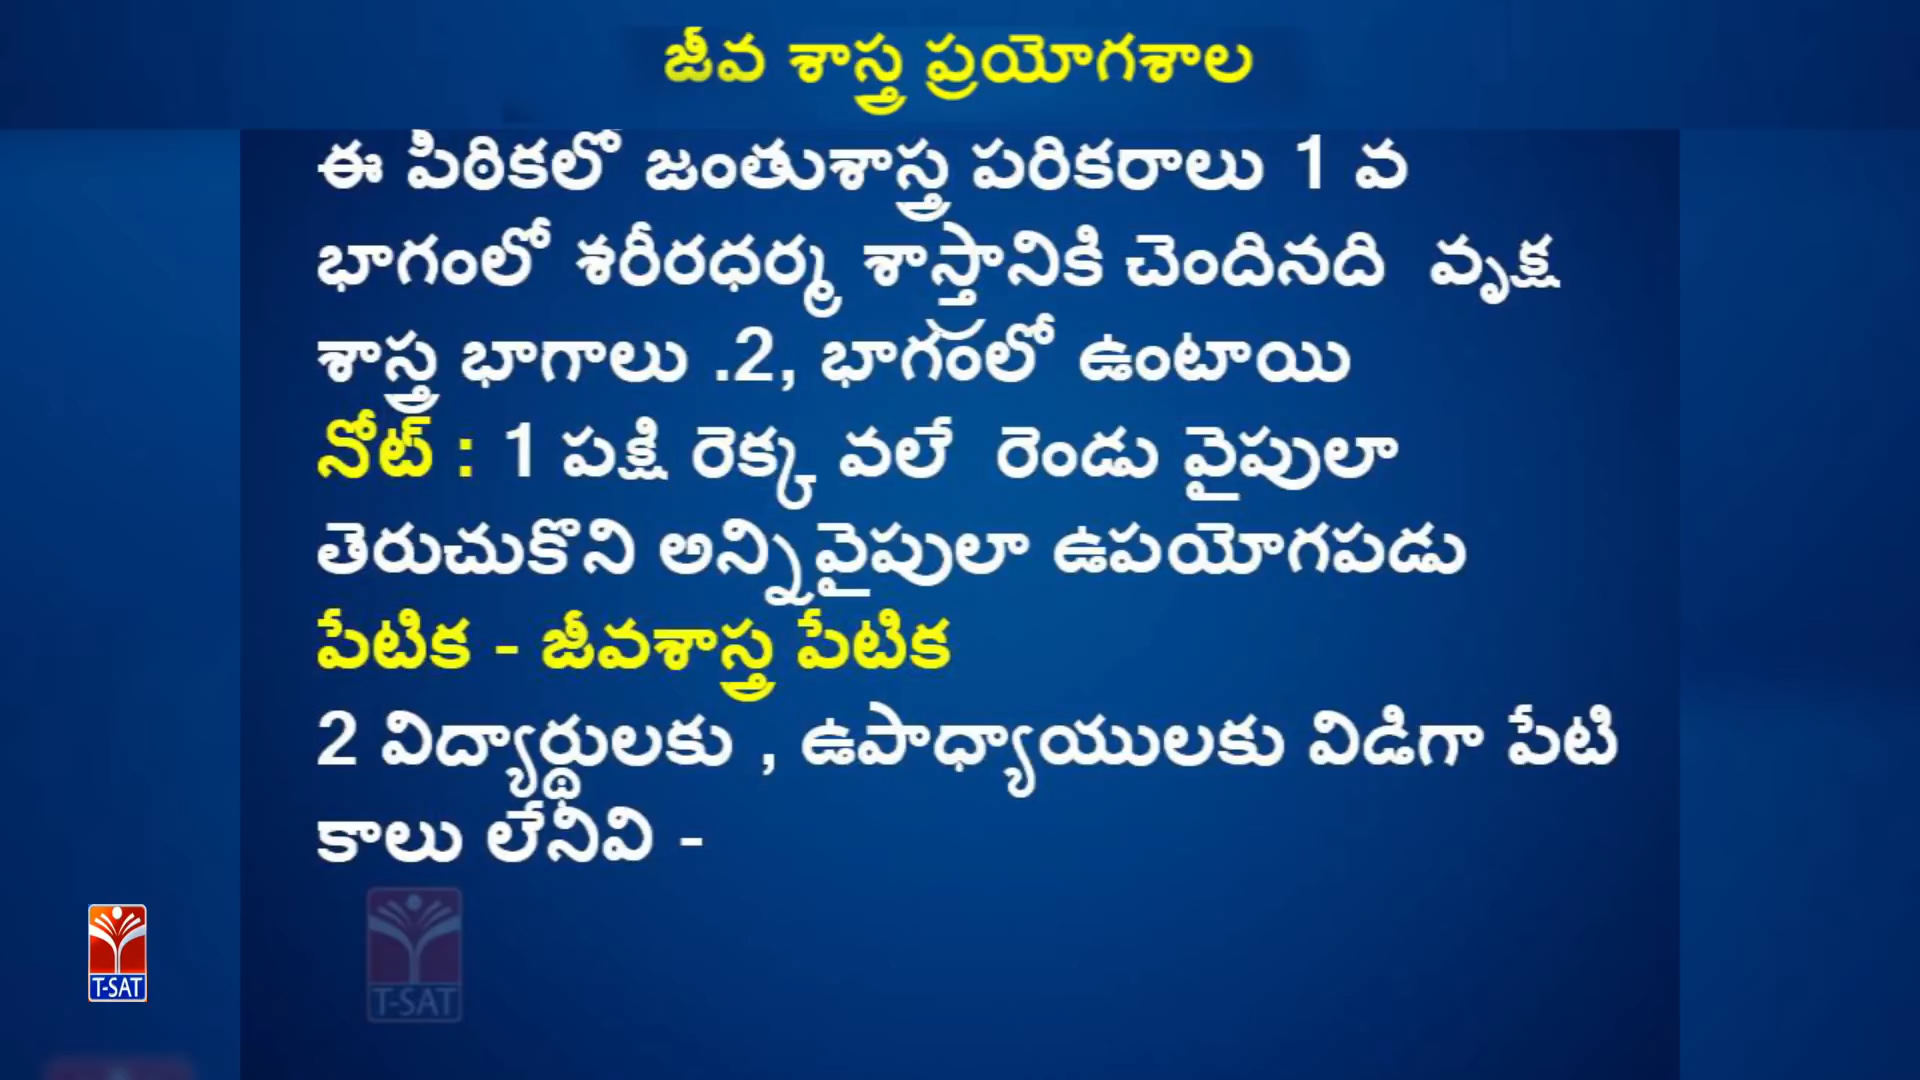 జీవ శాస్త్ర ప్రయోగశాల
ఈ పీఠికలో జంతుశాస్త్ర పరికరాలు 1 వ
భాగంలో శరీరధర్మ శాస్త్రానికి చెందినది వృక్ష
శాస్త్ర భాగాలు .2, భాగంలో ఉంటాయి
నోట్ : 1 పక్షి రెక్క వలే రెండు వైపులా
తెరుచుకొని అన్నివైపులా ఉపయోగపడు
పేటిక - జీవశాస్త్ర పేటిక
2 విద్యార్థులకు , ఉపాధ్యాయులకు విడిగా పేటి
కాలు లేనివి -
T-SAT
T-SAT